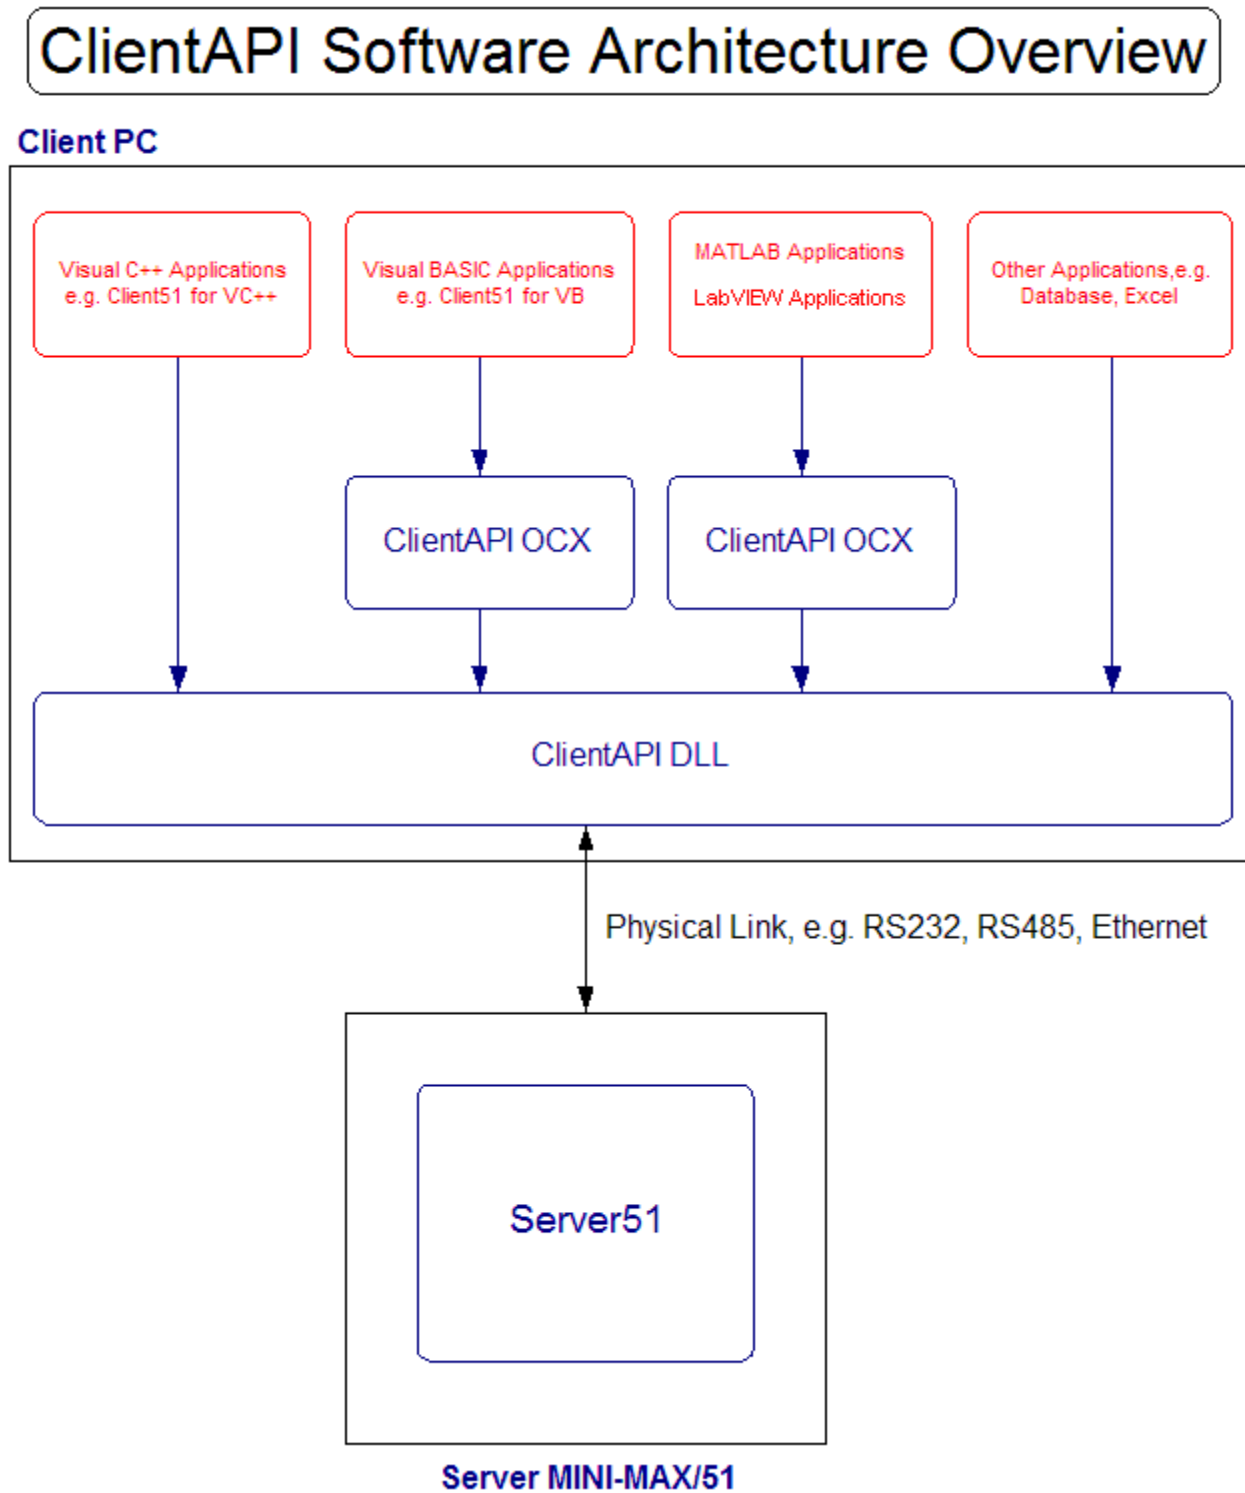 ClientAPI Software Architecture Overview
Client PC
Visual C++ Applications
e.g. Client51 for VC++
Visual BASIC Applications
e.g. Client51 for VB
MATLAB Applications
LabVIEW Applications
Other Applications,e.g.
Database, Excel
ClientAPI OCX
ClientAPI OCX
ClientAPI DLL
Physical Link, e.g. RS232, RS485, Ethernet
Server51
Server MINI-MAX/51